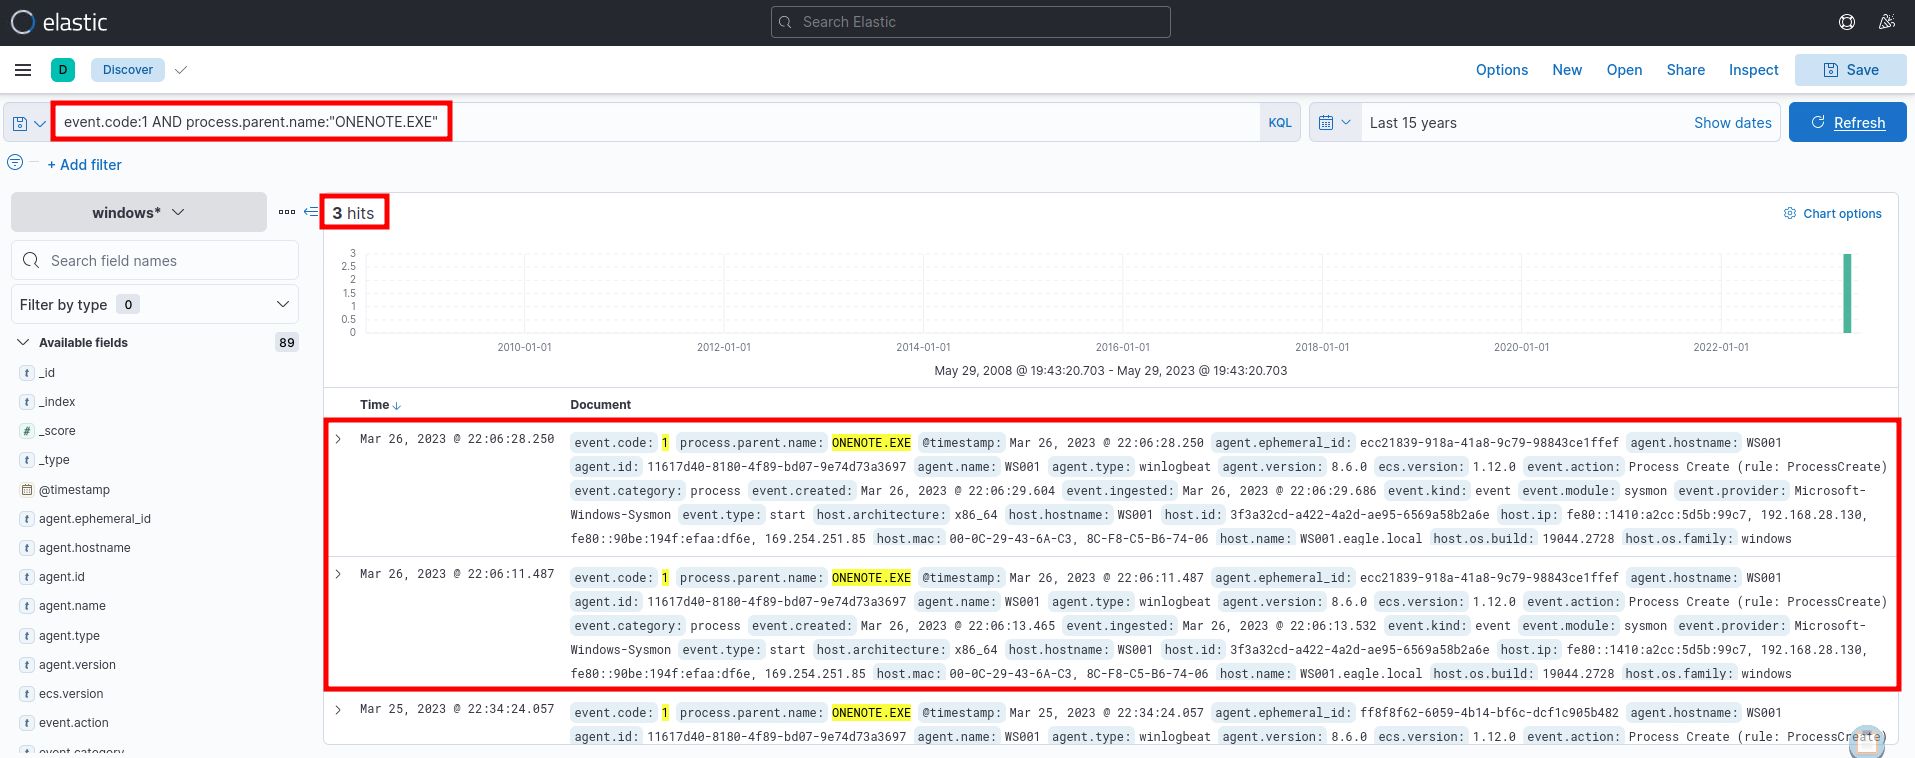 elastic
Search Elastic
D
Discover
Options New Open Share Inspect Save
event.code:1 AND process.parent.name:"ONENOTE.EXE"
KQL
Last 15 years
Show dates
Refresh
+ Add filter
windows*
3 hits
Chart options
Search field names
Filter by type 0
Available fields 89
t _id
t _index
# _score
t _type
@timestamp
t agent.ephemeral_id
t agent.hostname
t agent.id
t agent.name
t agent.type
t agent.version
t ecs.version
t event.action
event.category
3
2.5
2
1.5
1
0.5
0
2010-01-01 2012-01-01 2014-01-01 2016-01-01 2018-01-01 2020-01-01 2022-01-01
May 29, 2008 @ 19:43:20.703 - May 29, 2023 @ 19:43:20.703
Time Document
Mar 26, 2023 @ 22:06:28.250 event.code: 1 process.parent.name: ONENOTE.EXE @timestamp: Mar 26, 2023 @ 22:06:28.250 agent.ephemeral_id: ecc21839-918a-41a8-9c79-98843ce1ffef agent.hostname: WS001
agent.id: 11617d40-8180-4f89-bd07-9e74d73a3697 agent.name: WS001 agent.type: winlogbeat agent.version: 8.6.0 ecs.version: 1.12.0 event.action: Process Create (rule: ProcessCreate)
event.category: process event.created: Mar 26, 2023 @ 22:06:29.604 event.ingested: Mar 26, 2023 @ 22:06:29.686 event.kind: event event.module: sysmon event.provider: Microsoft-
Windows-Sysmon event.type: start host.architecture: x86_64 host.hostname: WS001 host.id: 3f3a32cd-a422-4a2d-ae95-6569a58b2a6e host.ip: fe80::1410:a2cc:5d5b:99c7, 192.168.28.130,
fe80::90be:194f:efaa:df6e, 169.254.251.85 host.mac: 00-0C-29-43-6A-C3, 8C-F8-C5-B6-74-06 host.name: WS001.eagle.local host.os.build: 19044.2728 host.os.family: windows
Mar 26, 2023 @ 22:06:11.487 event.code: 1 process.parent.name: ONENOTE.EXE @timestamp: Mar 26, 2023 @ 22:06:11.487 agent.ephemeral_id: ecc21839-918a-41a8-9c79-98843ce1ffef agent.hostname: WS001
agent.id: 11617d40-8180-4f89-bd07-9e74d73a3697 agent.name: WS001 agent.type: winlogbeat agent.version: 8.6.0 ecs.version: 1.12.0 event.action: Process Create (rule: ProcessCreate)
event.category: process event.created: Mar 26, 2023 @ 22:06:13.465 event.ingested: Mar 26, 2023 @ 22:06:13.532 event.kind: event event.module: sysmon event.provider: Microsoft-
Windows-Sysmon event.type: start host.architecture: x86_64 host.hostname: WS001 host.id: 3f3a32cd-a422-4a2d-ae95-6569a58b2a6e host.ip: fe80::1410:a2cc:5d5b:99c7, 192.168.28.130,
fe80::90be:194f:efaa:df6e, 169.254.251.85 host.mac: 00-0C-29-43-6A-C3, 8C-F8-C5-B6-74-06 host.name: WS001.eagle.local host.os.build: 19044.2728 host.os.family: windows
Mar 25, 2023 @ 22:34:24.057 event.code: 1 process.parent.name: ONENOTE.EXE @timestamp: Mar 25, 2023 @ 22:34:24.057 agent.ephemeral_id: ff8f8f62-6059-4b14-bf6c-dcf1c905b482 agent.hostname: WS001
agent.id: 11617d40-8180-4f89-bd07-9e74d73a3697 agent.name: WS001 agent.type: winlogbeat agent.version: 8.6.0 ecs.version: 1.12.0 event.action: Process Create (rule: ProcessCreate)